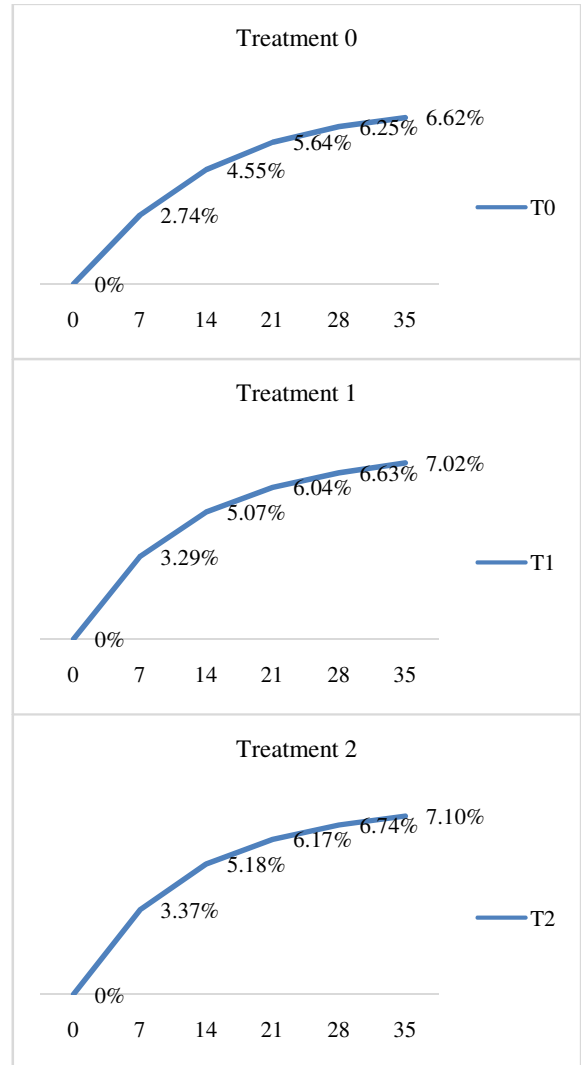 Treatment 0
6.62%
6.25%
5.64%
4.55%
2.74%
T0
0%
0 7 14 21 28 35
Treatment 1
7.02%
6.63%
6.04%
5.07%
3.29%
T1
0%
0 7 14 21 28 35
Treatment 2
7.10%
6.74%
6.17%
5.18%
3.37%
T2
0%
0 7 14 21 28 35